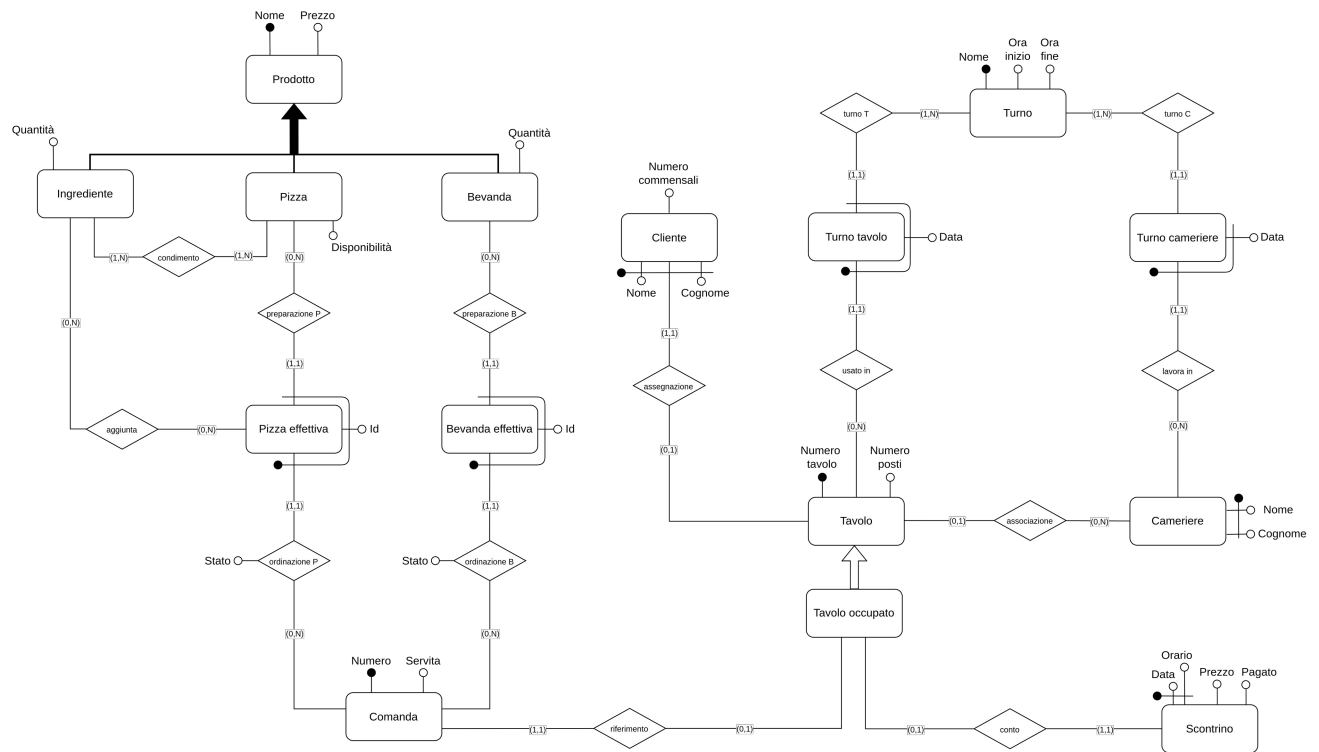 Nome Prezzo
Prodotto
Quantità
Quantità
Ingrediente
Pizza
Bevanda
Disponibilità
(1,N)
condimento
(1,N)
(0,N)
(0,N)
(0,N)
preparazione P
preparazione B
(1,1)
(1,1)
aggiunta
(0,N)
Pizza effettiva
Id
Bevanda effettiva
Id
(1,1)
(1,1)
Stato
ordinazione P
Stato
ordinazione B
(0,N)
(0,N)
Numero
Servita
Comanda
(1,1)
riferimento
(0,1)
Nome
Ora
inizio
Ora
fine
turno T
(1,N)
Turno
(1,N)
turno C
(1,1)
(1,1)
Numero
commensali
Cliente
Nome
Cognome
Turno tavolo
Data
Turno cameriere
Data
(1,1)
(1,1)
(1,1)
assegnazione
usato in
lavora in
(0,1)
(0,N)
(0,N)
Numero
tavolo
Numero
posti
Tavolo
(0,1)
associazione
(0,N)
Cameriere
Nome
Cognome
Tavolo occupato
(0,1)
conto
(1,1)
Orario
Data
Prezzo
Pagato
Scontrino